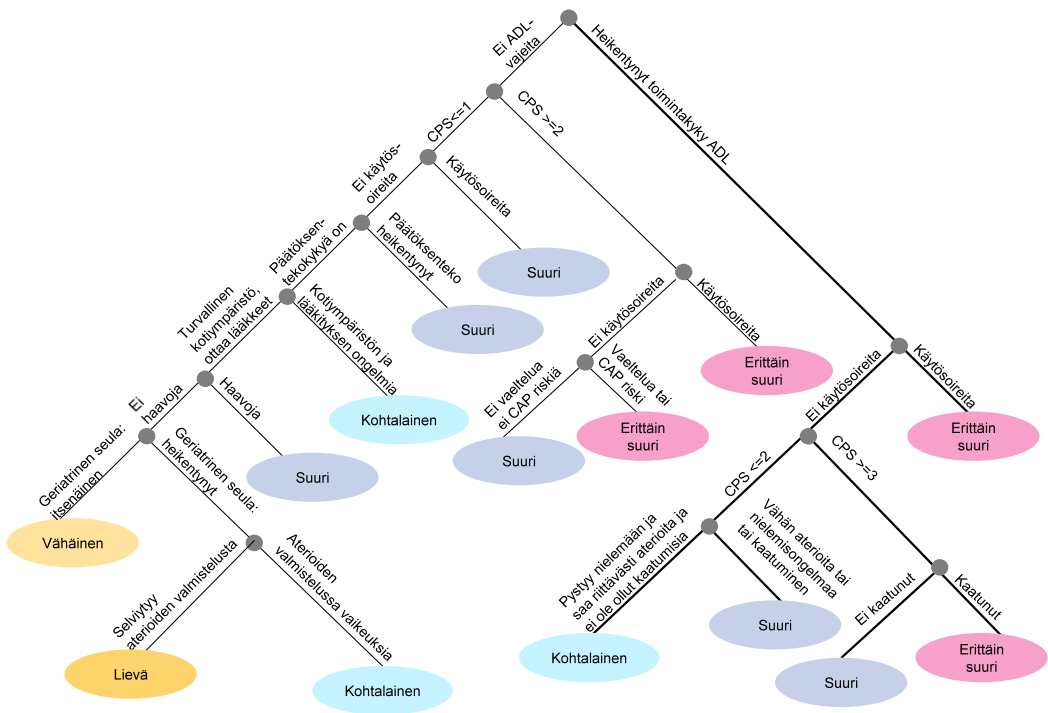 Ei ADL-
vajeita
Heikentynyt toimintakyky ADL
CPS<=1
CPS >=2
Ei käytös-
oireita
Käytösoireita
Päätöksen-
tekokykyä on
Päätöksenteko
heikentynyt
Suuri
Ei käytösoireita
Käytösoireita
Turvallinen
kotiympäristö,
ottaa lääkkeet
Kotiympäristön ja
lääkityksen ongelmia
Suuri
Ei vaeltelua
ei CAP riskiä
Vaeltelua tai
CAP riski
Erittäin
suuri
Ei käytösoireita
Käytösoireita
Ei
haavoja
Haavoja
Kohtalainen
Suuri
Erittäin
suuri
Erittäin
suuri
CPS <=2
CPS >=3
Geriatrinen seula:
itsenäinen
Geriatrinen seula:
heikentynyt
Suuri
Vähäinen
Pystyy nielemään ja
saa riittävästi aterioita ja
ei ole ollut kaatumisia
Vähän aterioita tai
nielemisongelmaa
tai kaatuminen
Ei kaatunut
Kaatunut
Selviytyy
aterioiden valmistelusta
Aterioiden
valmistelussa vaikeuksia
Suuri
Kohtalainen
Erittäin
suuri
Lievä
Kohtalainen
Suuri